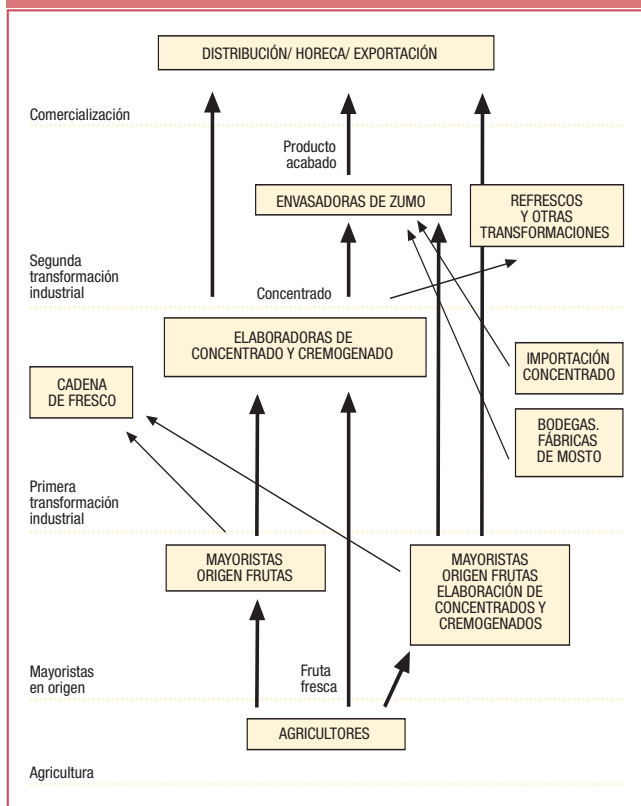 DISTRIBUCIÓN/ HORECA/ EXPORTACIÓN
Comercialización
Producto
acabado
ENVASADORAS DE ZUMO
REFRESCOS
Y OTRAS
TRANSFORMACIONES
Segunda
transformación
industrial
Concentrado
ELABORADORAS DE
CONCENTRADO Y CREMOGENADO
IMPORTACIÓN
CONCENTRADO
CADENA
DE FRESCO
BODEGAS.
FÁBRICAS
DE MOSTO
Primera
transformación
industrial
MAYORISTAS
ORIGEN FRUTAS
MAYORISTAS
ORIGEN FRUTAS
ELABORACIÓN DE
CONCENTRADOS Y
CREMOGENADOS
Mayoristas
en origen
Fruta
fresca
AGRICULTORES
Agricultura